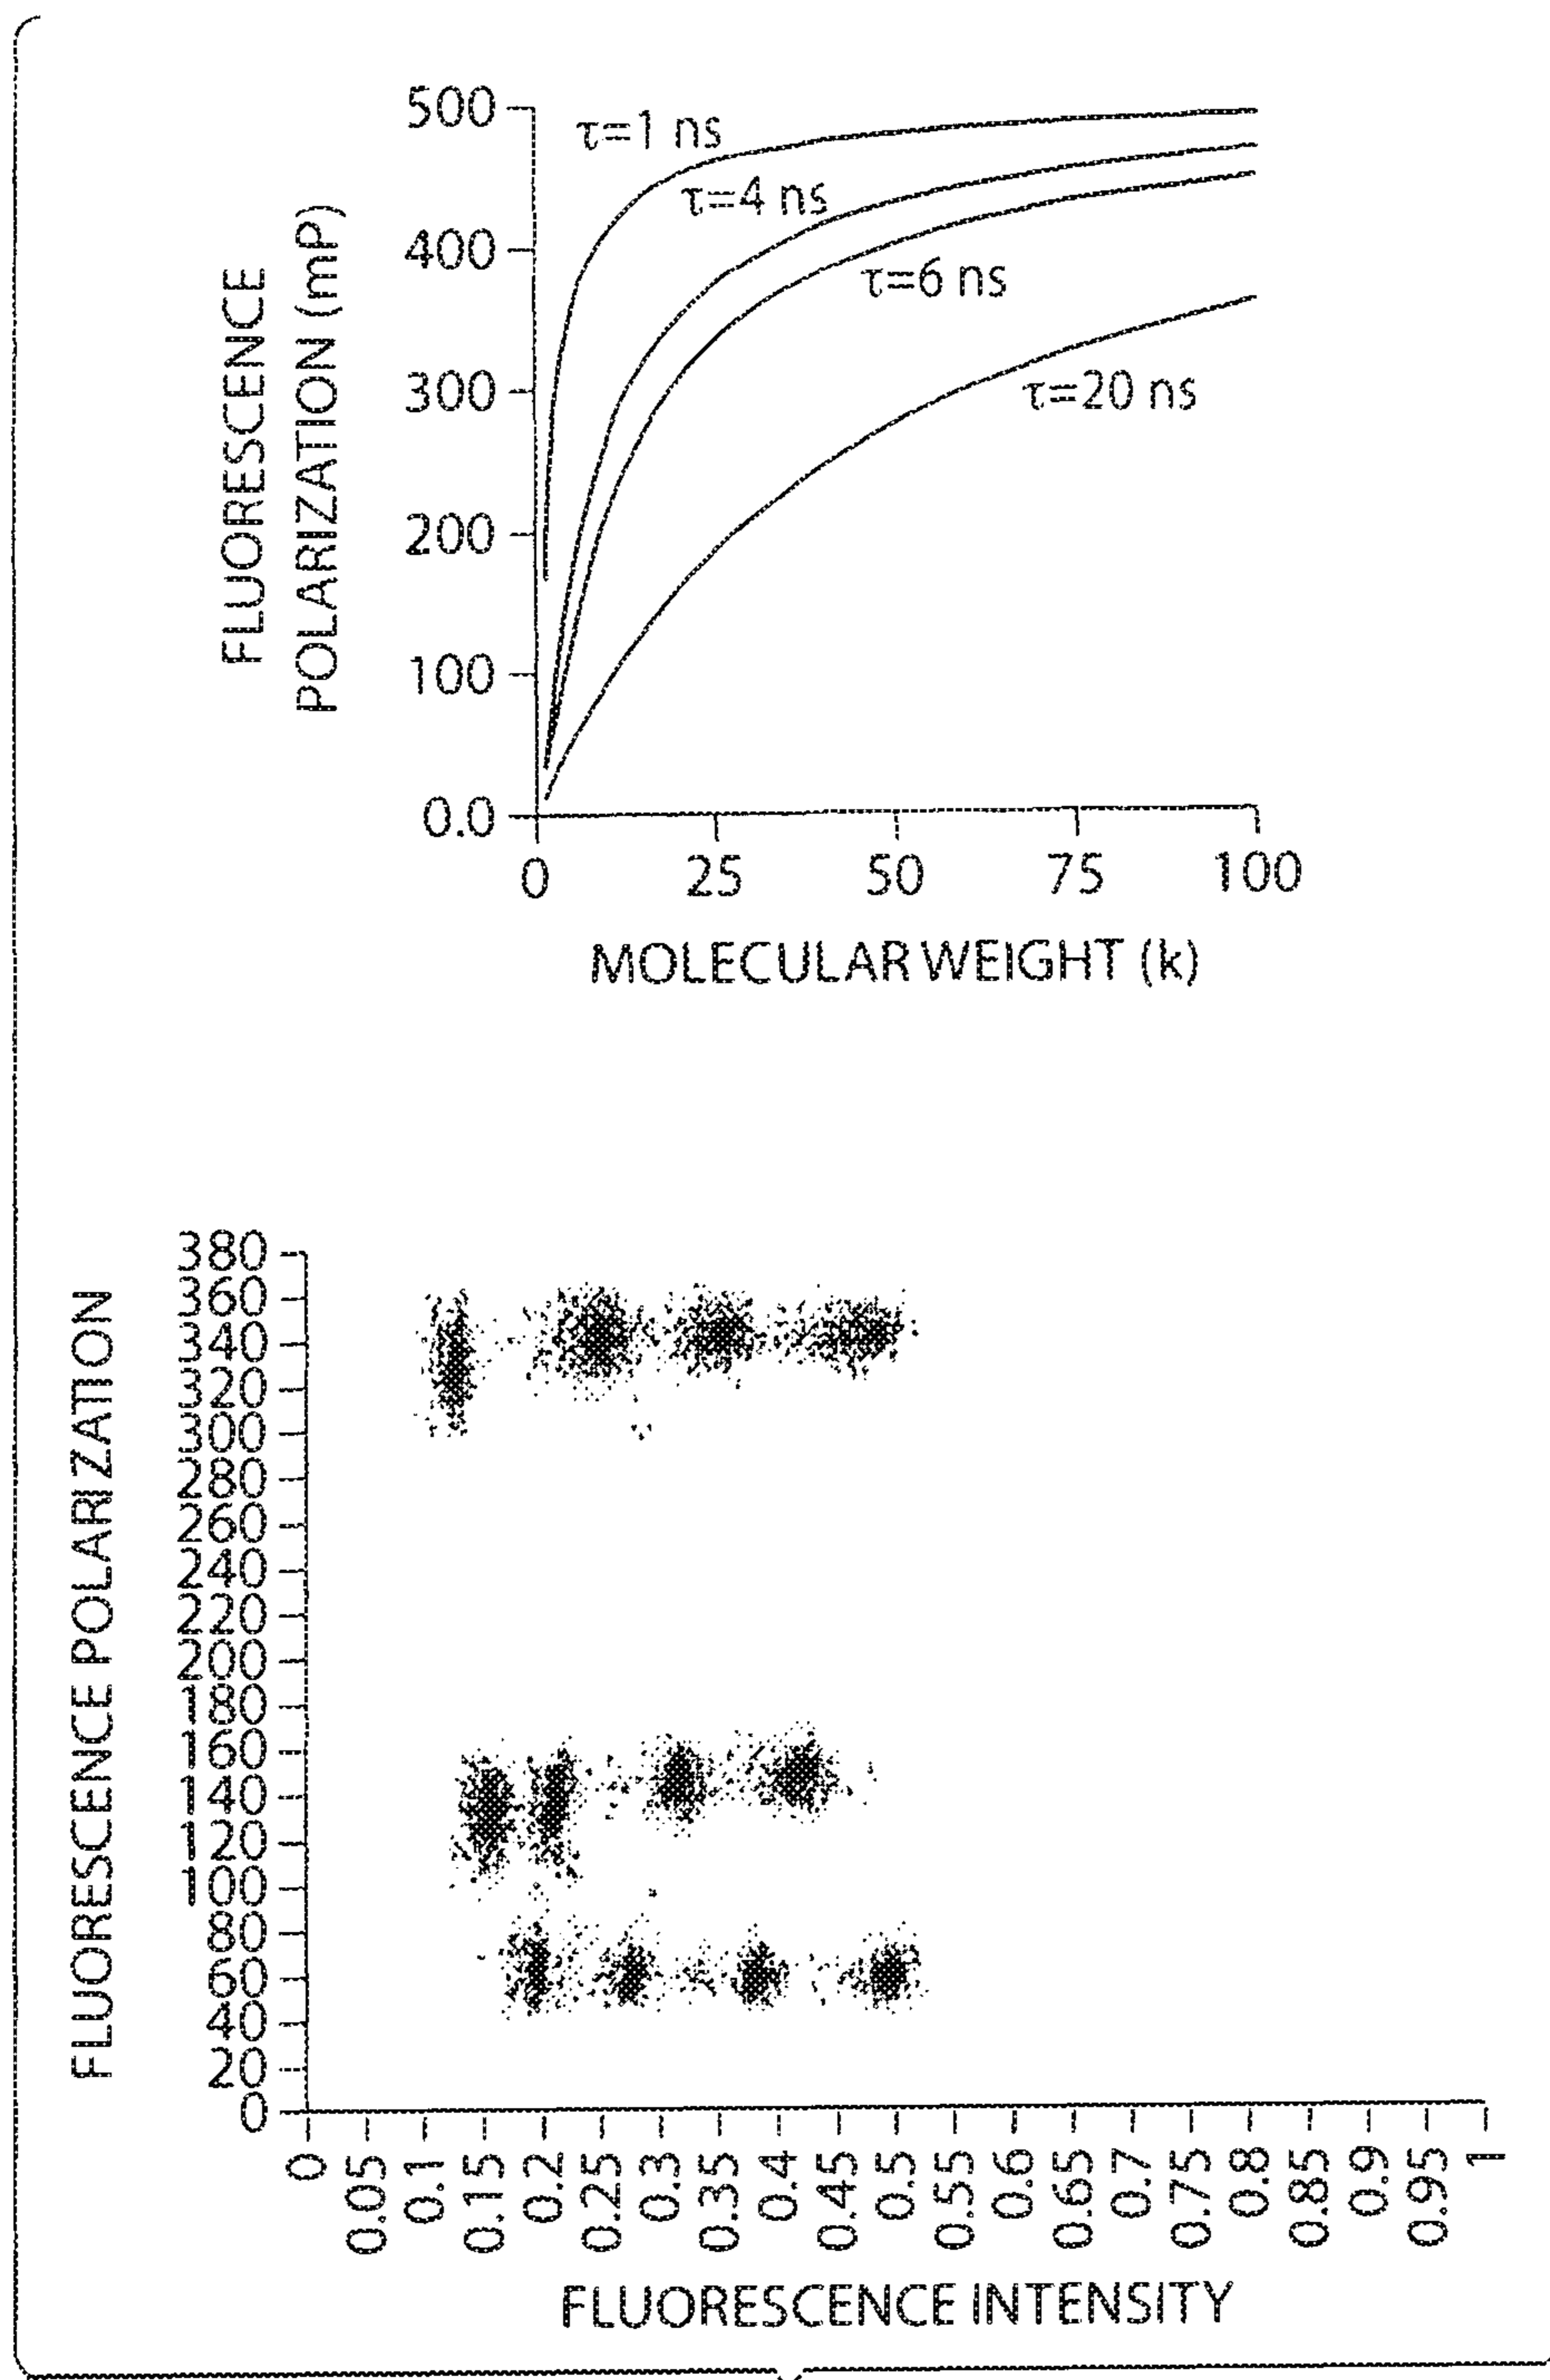 FLUORESCENCE
POLARIZATION (mP)
500
400
300
200
100
0.0
τ=1 ns
τ=4 ns
τ=6 ns
τ=20 ns
0 25 50 75 100
MOLECULAR WEIGHT (k)
FLUORESCENCE POLARIZATION
380
360
340
320
300
280
260
240
220
200
180
160
140
120
100
80
60
40
20
0
0 0.05 0.1 0.15 0.2 0.25 0.3 0.35 0.4 0.45 0.5 0.55 0.6 0.65 0.7 0.75 0.8 0.85 0.9 0.95 1
FLUORESCENCE INTENSITY